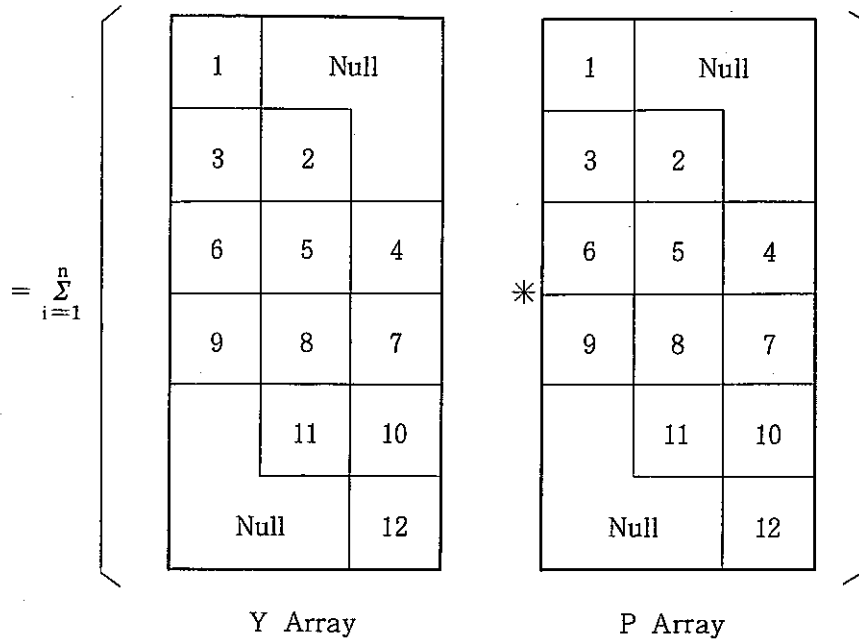 1 Null 1 Null
3 2 3 2
6 5 4 6 5 4
= Σ n i=1 *
9 8 7 9 8 7
11 10 11 10
Null 12 Null 12
Y Array P Array